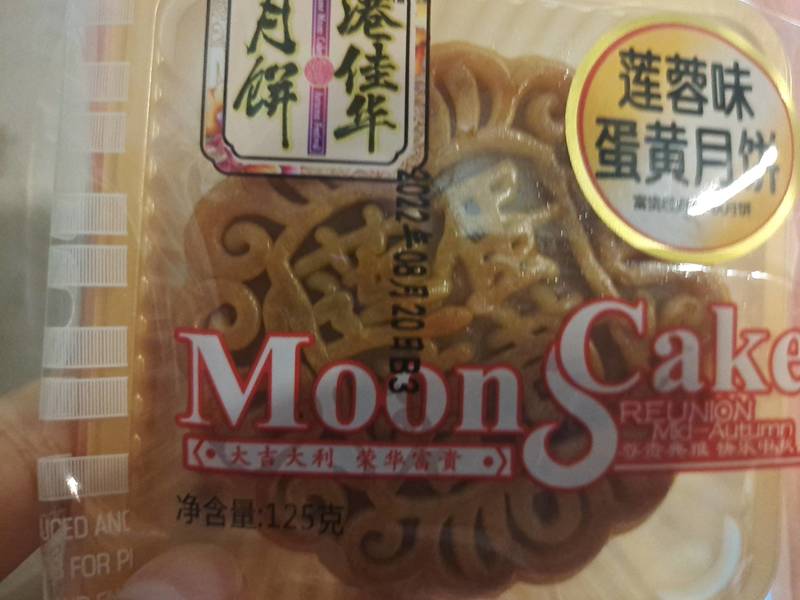 港佳华
月饼
莲蓉味
蛋黄月饼
2022年08月20日B3
Moon Cake
REUNION
Mid-Autumn
大吉大利 荣华富贵
净含量:125克
UCED AND
FOR P